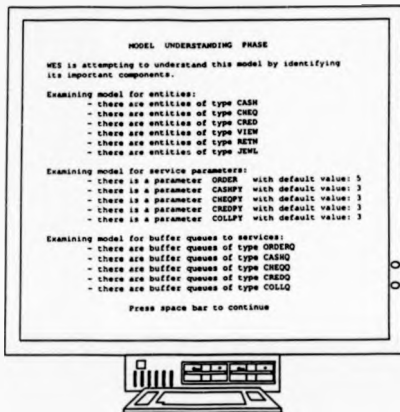 MODEL UNDERSTANDING PHASE
WES is attempting to understand this model by identifying
its important components.
Examining model for entities:
- there are entities of type CASH
- there are entities of type CHEQ
- there are entities of type CRED
- there are entities of type VIEW
- there are entities of type RETN
- there are entities of type JEWL
Examining model for service parameters:
- there is a parameter ORDER with default value: 5
- there is a parameter CASHPY with default value: 3
- there is a parameter CHEQPY with default value: 3
- there is a parameter CREDPY with default value: 3
- there is a parameter COLLPY with default value: 3
Examining model for buffer queues to services:
- there are buffer queues of type ORDERQ
- there are buffer queues of type CASHQ
- there are buffer queues of type CHEQQ
- there are buffer queues of type CREDQ
- there are buffer queues of type COLLQ
Press space bar to continue